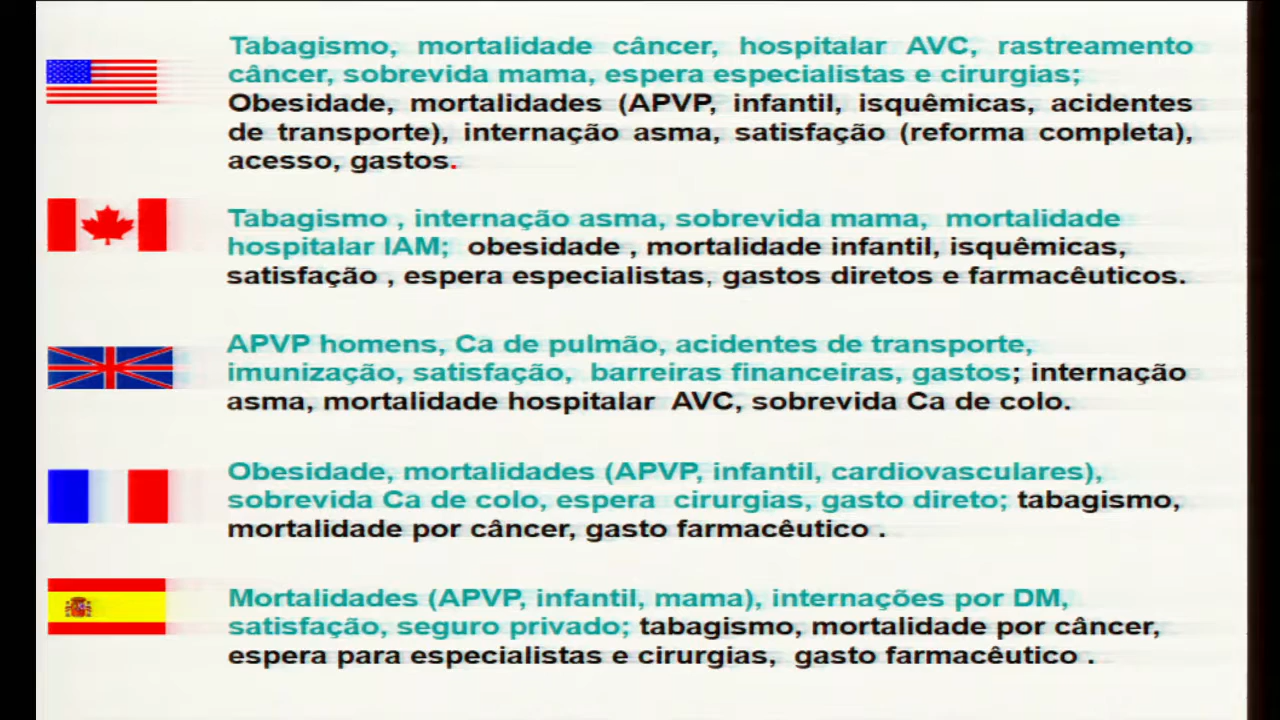 Tabagismo, mortalidade câncer, hospitalar AVC, rastreamento
câncer, sobrevida mama, espera especialistas e cirurgias;
Obesidade, mortalidades (APVP, infantil, isquêmicas, acidentes
de transporte), internação asma, satisfação (reforma completa),
acesso, gastos.
Tabagismo , internação asma, sobrevida mama, mortalidade
hospitalar IAM; obesidade , mortalidade infantil, isquêmicas,
satisfação , espera especialistas, gastos diretos e farmacêuticos.
APVP homens, Ca de pulmão, acidentes de transporte,
imunização, satisfação, barreiras financeiras, gastos; internação
asma, mortalidade hospitalar AVC, sobrevida Ca de colo.
Obesidade, mortalidades (APVP, infantil, cardiovasculares),
sobrevida Ca de colo, espera cirurgias, gasto direto; tabagismo,
mortalidade por câncer, gasto farmacêutico .
Mortalidades (APVP, infantil, mama), internações por DM,
satisfação, seguro privado; tabagismo, mortalidade por câncer,
espera para especialistas e cirurgias, gasto farmacêutico .